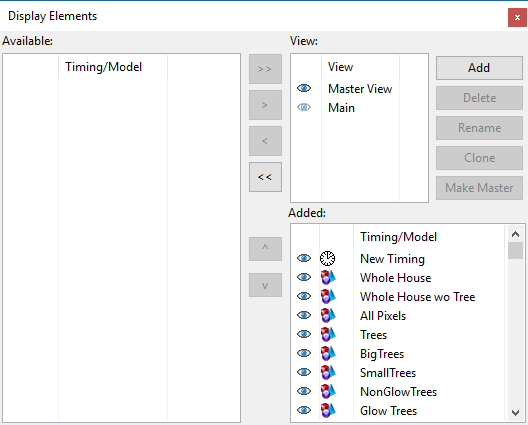 Display Elements
x
Available:
Timing/Model
>>
>
<
<<
^
v
View:
View
Master View
Main
Add
Delete
Rename
Clone
Make Master
Added:
Timing/Model
New Timing
Whole House
Whole House wo Tree
All Pixels
Trees
BigTrees
SmallTrees
NonGlowTrees
Glow Trees